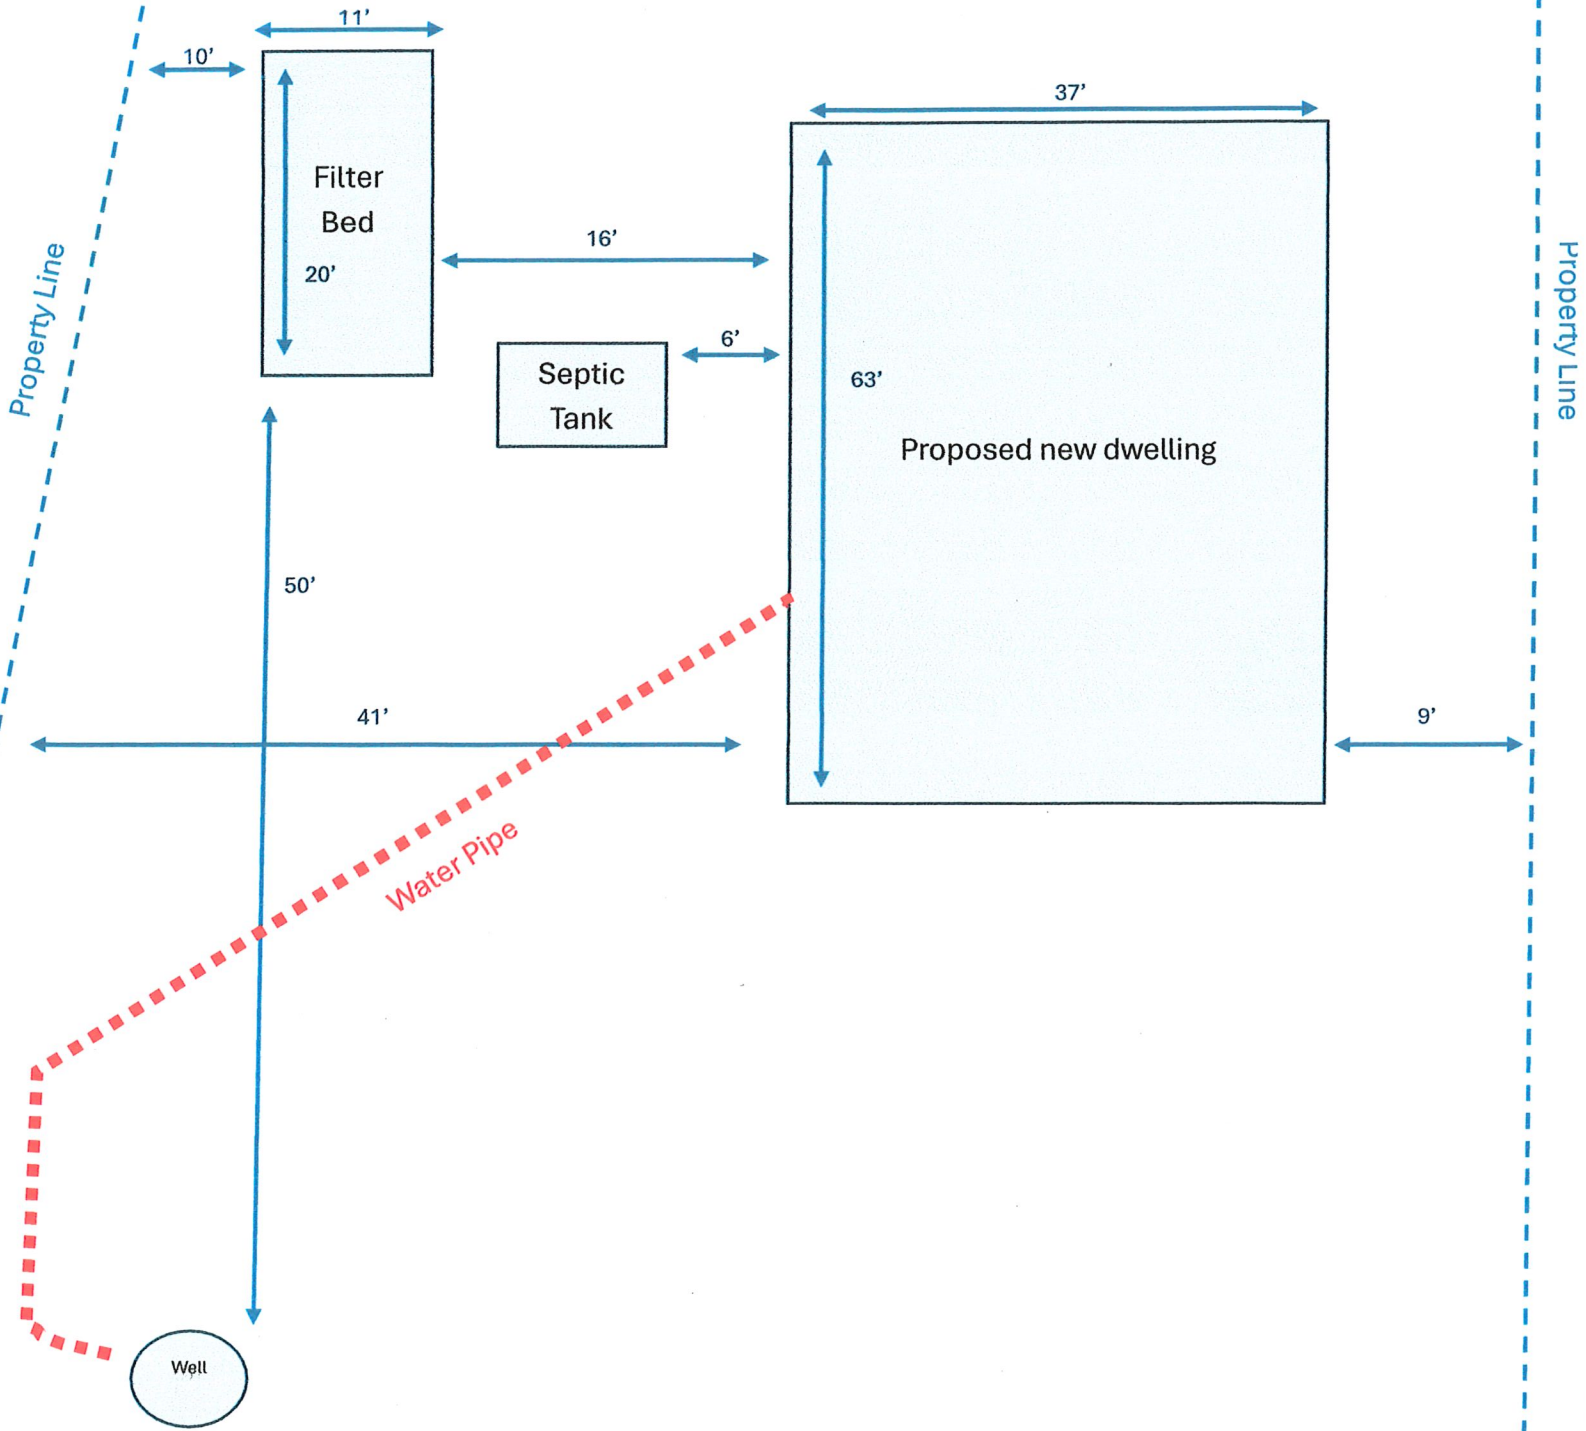 11’
10’
37’
Filter
Bed
20’
16’
6’
Septic
Tank
63’
Proposed new dwelling
Property Line
Property Line
50’
41’
9’
Water Pipe
Well